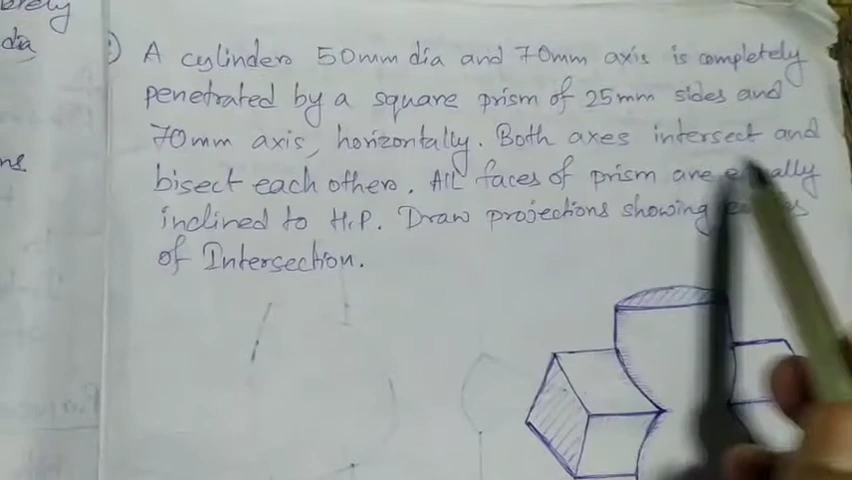 dia
A cylinder 50mm dia and 70mm axis is completely
penetrated by a square prism of 25mm sides and
70mm axis, horizontally. Both axes intersect and
bisect each other. All faces of prism are
inclined to H.P. Draw projections showing
of Intersection.